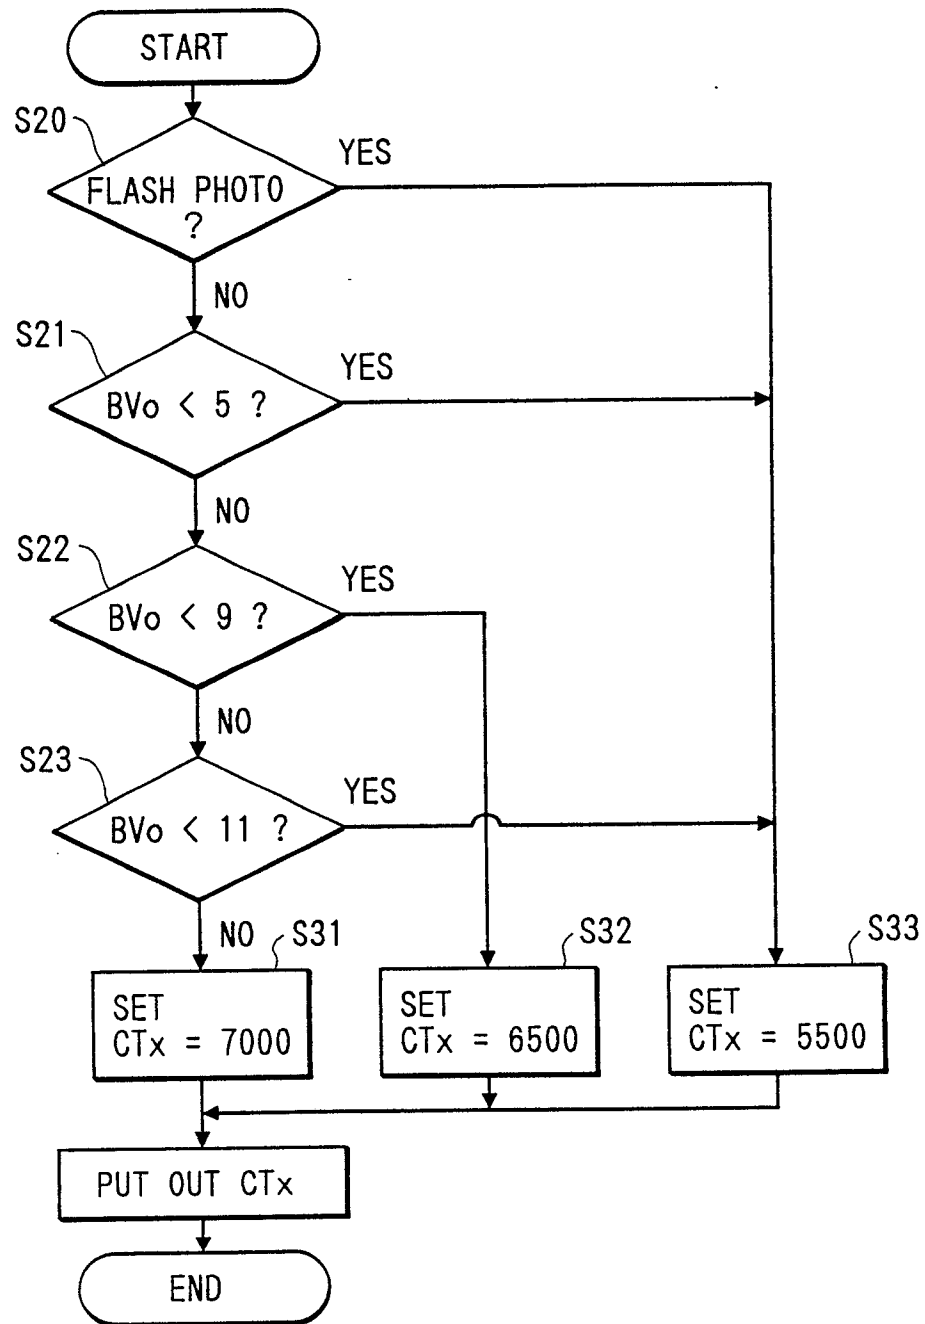 START
S20
FLASH PHOTO
?
YES
NO
S21
BVo < 5 ?
YES
NO
S22
BVo < 9 ?
YES
NO
S23
BVo < 11 ?
YES
NO
S31
SET
CTx = 7000
S32
SET
CTx = 6500
S33
SET
CTx = 5500
PUT OUT CTx
END